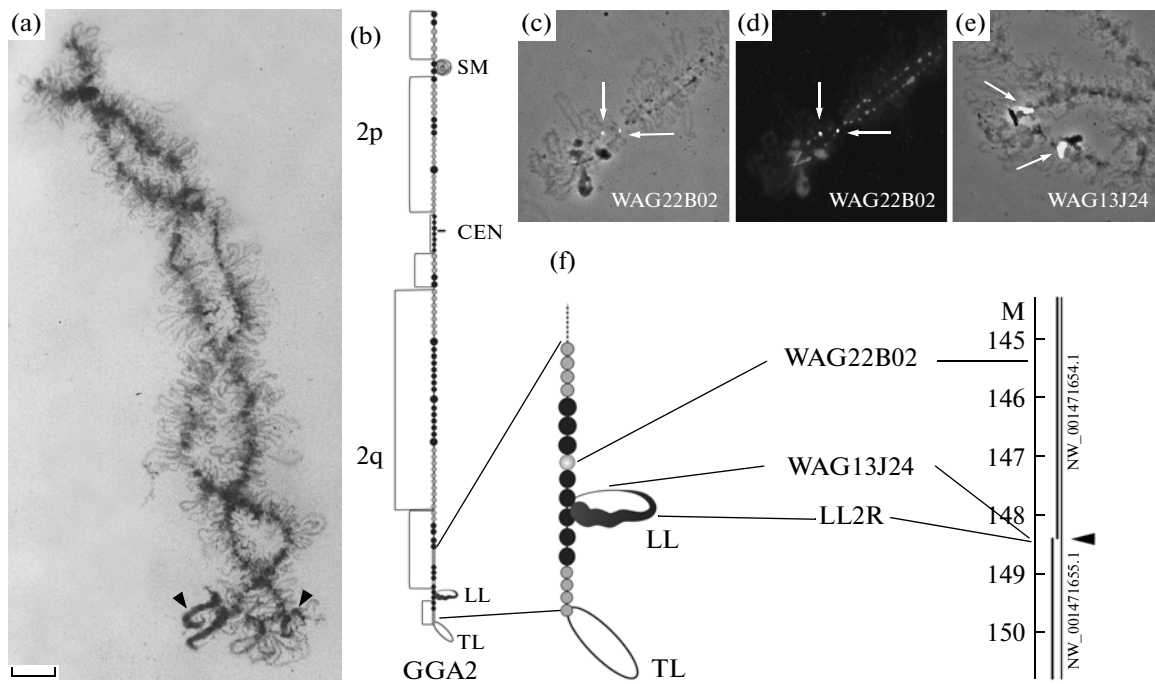 (a)
(b)
SM
2p
CEN
2q
LL
TL
GGA2
(c)
WAG22B02
(d)
WAG22B02
(e)
WAG13J24
(f)
M
145
146
147
148
149
150
WAG22B02
WAG13J24
LL2R
LL
TL
NW_001471654.1
NW_001471655.1